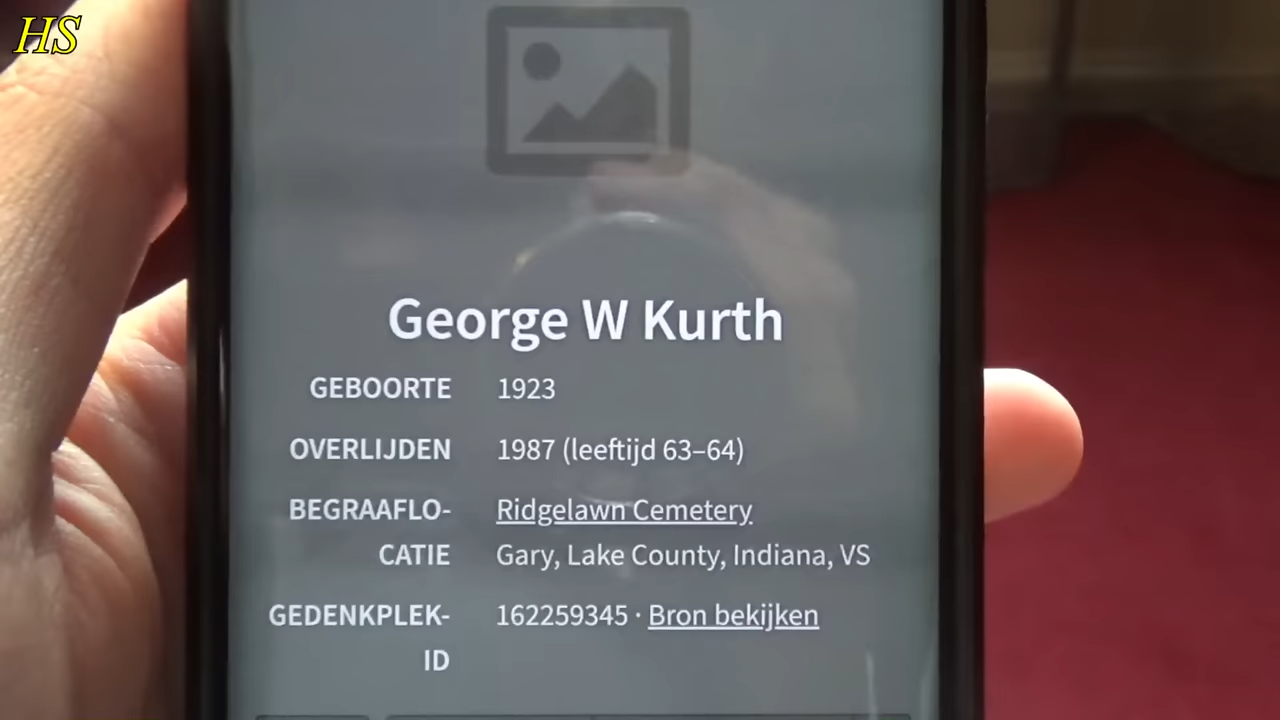 HS
George W Kurth
GEBOORTE 1923
OVERLIJDEN 1987 (leeftijd 63–64)
BEGRAAFLO- Ridgelawn Cemetery
CATIE Gary, Lake County, Indiana, VS
GEDENKPLEK- 162259345 · Bron bekijken
ID